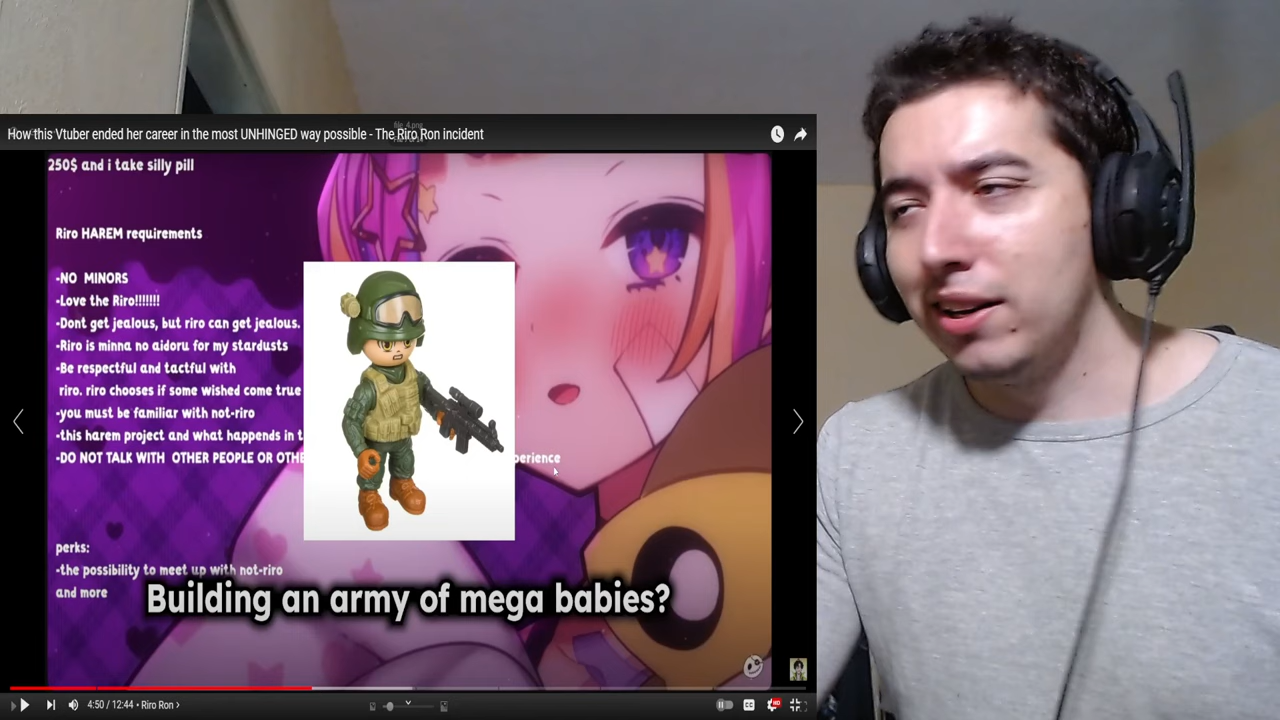 How this Vtuber ended her career in the most UNHINGED way possible - The Riro Ron incident
250$ and i take silly pill
Riro HAREM requirements
-NO MINORS
-Love the Riro!!!!!!!
-Dont get jealous, but riro can get jealous.
-Riro is minna no aidoru for my stardusts
-Be respectful and tactful with
riro. riro chooses if some wished come true
-you must be familiar with not-riro
-this harem project and what happends in t
-DO NOT TALK WITH OTHER PEOPLE OR OTHE
perience
perks:
-the possibility to meet up with not-riro
and more
Building an army of mega babies?
4:50 / 12:44 • Riro Ron ›
HD